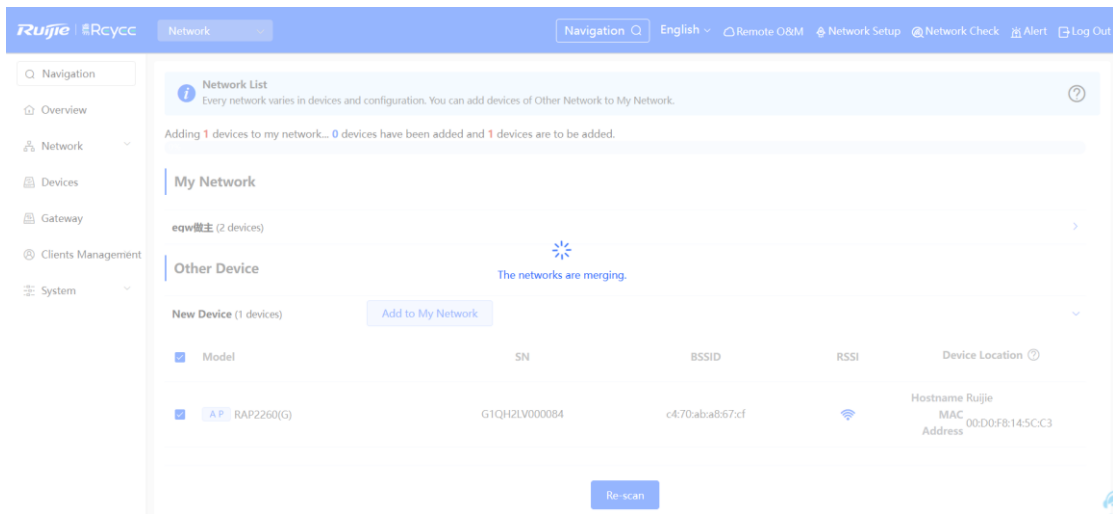 Ruijie Rcycc Network Navigation English Remote O&M Network Setup Network Check Alert Log Out
Navigation
Overview
Network
Devices
Gateway
Clients Management
System
Network List
Every network varies in devices and configuration. You can add devices of Other Network to My Network.
Adding 1 devices to my network... 0 devices have been added and 1 devices are to be added.
My Network
eqw做主 (2 devices)
The networks are merging.
Other Device
New Device (1 devices) Add to My Network
Model SN BSSID RSSI Device Location
AP RAP2260(G) G1QH2LV000084 c4:70:ab:a8:67:cf Hostname Ruijie
MAC Address 00:D0:F8:14:5C:C3
Re-scan